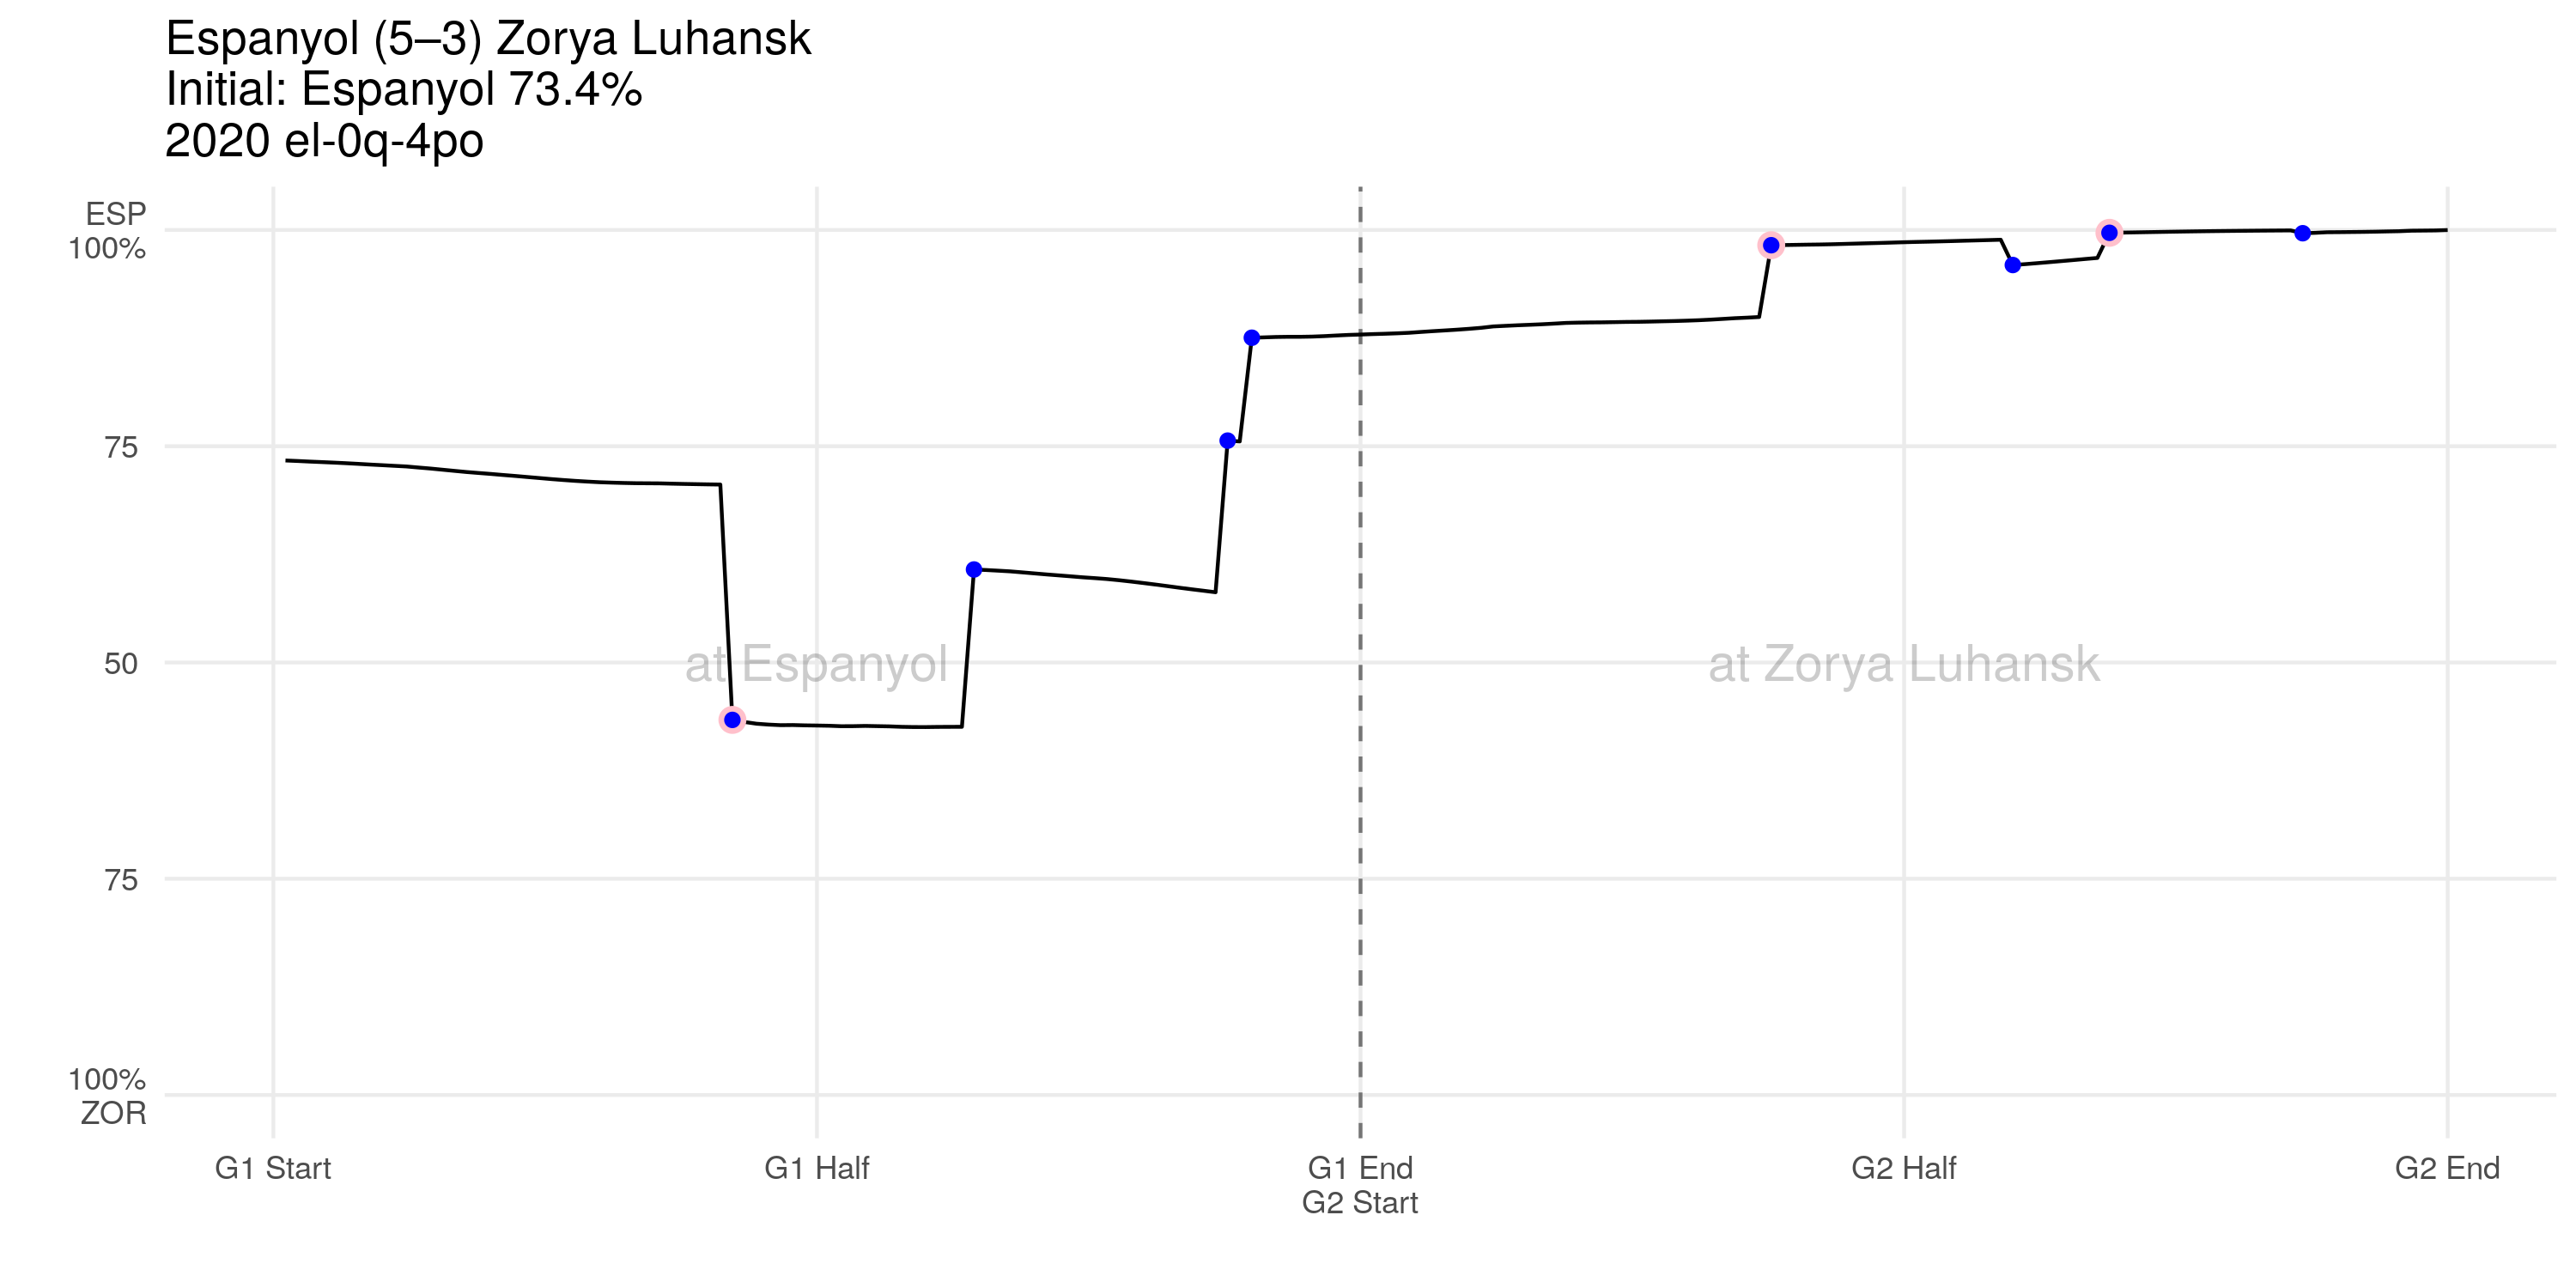 Espanyol (5–3) Zorya Luhansk
Initial: Espanyol 73.4%
2020 el-0q-4po
ESP
100%
75
50
75
100%
ZOR
at Espanyol
at Zorya Luhansk
G1 Start
G1 Half
G1 End
G2 Start
G2 Half
G2 End